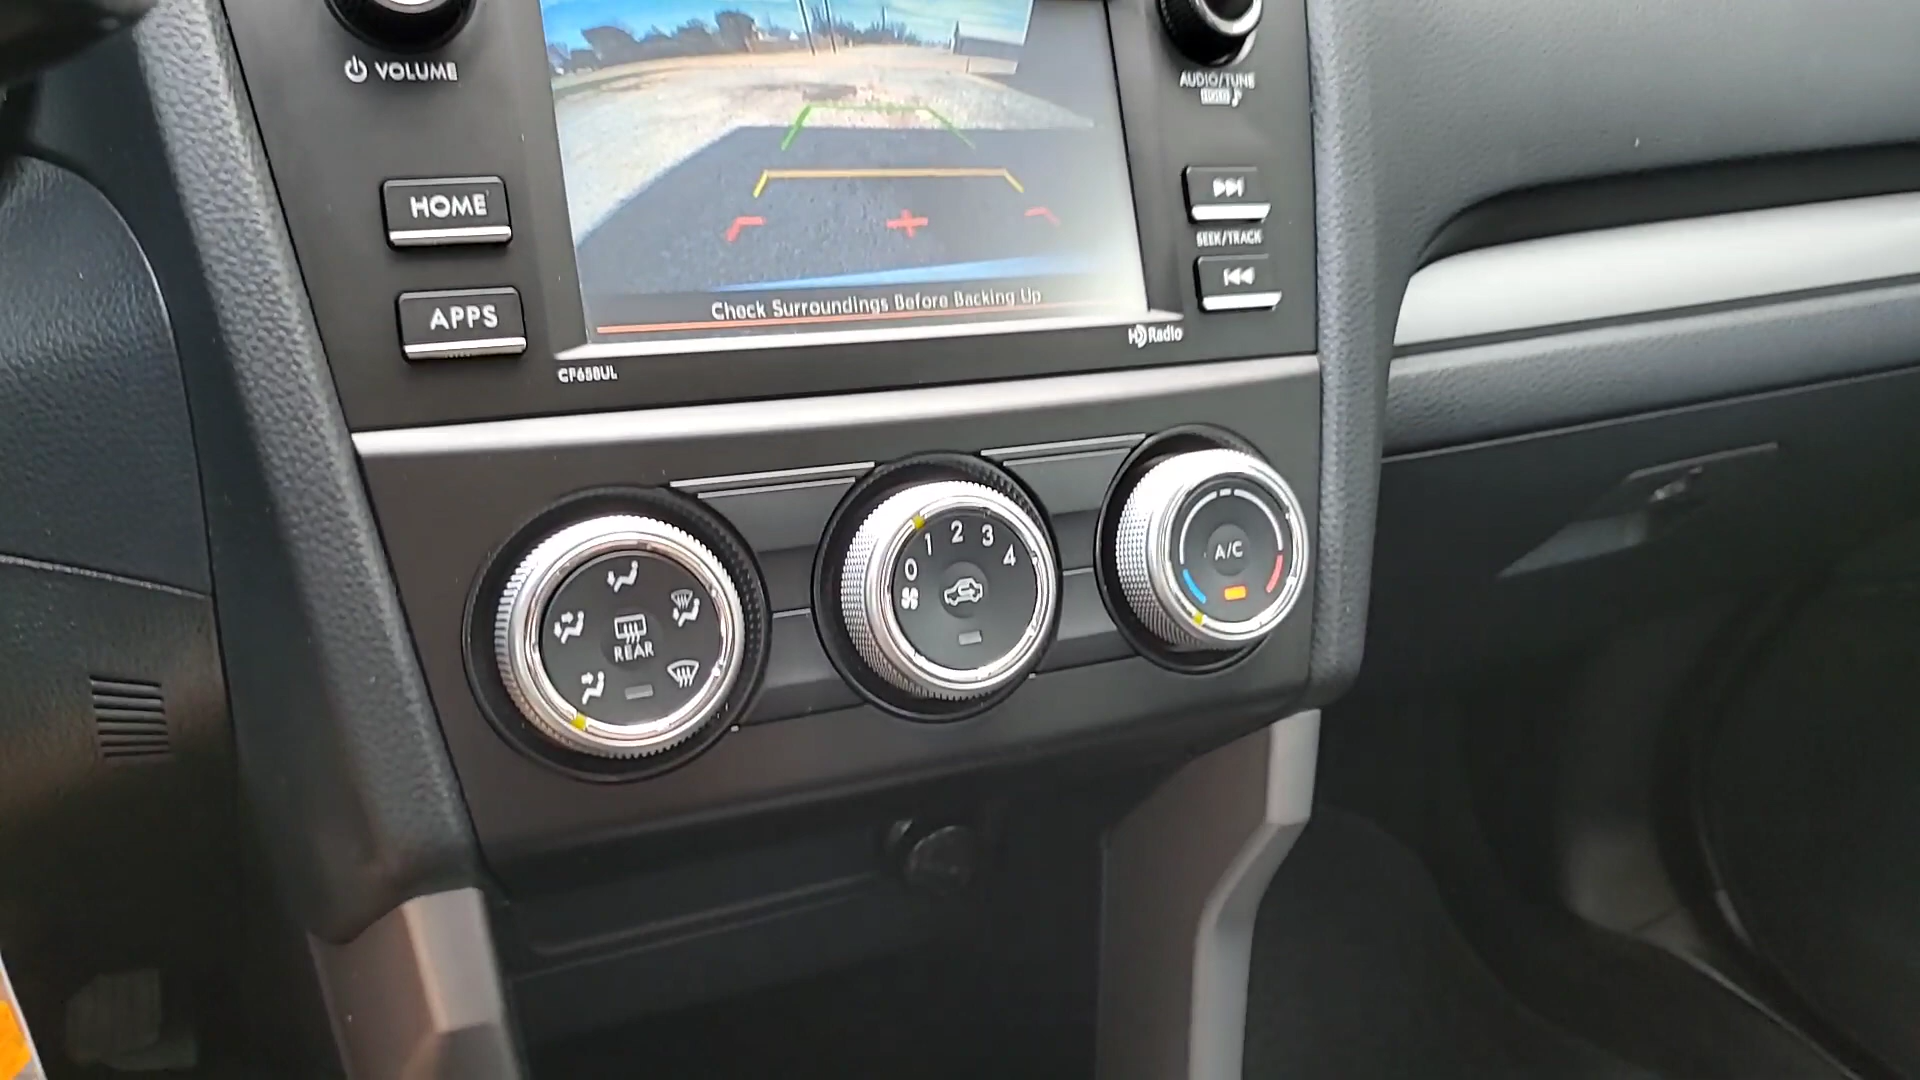 VOLUME
AUDIO/TUNE
HOME
SEEK/TRACK
APPS
Check Surroundings Before Backing Up
HD Radio
CP658UL
0 1 2 3 4
A/C
REAR